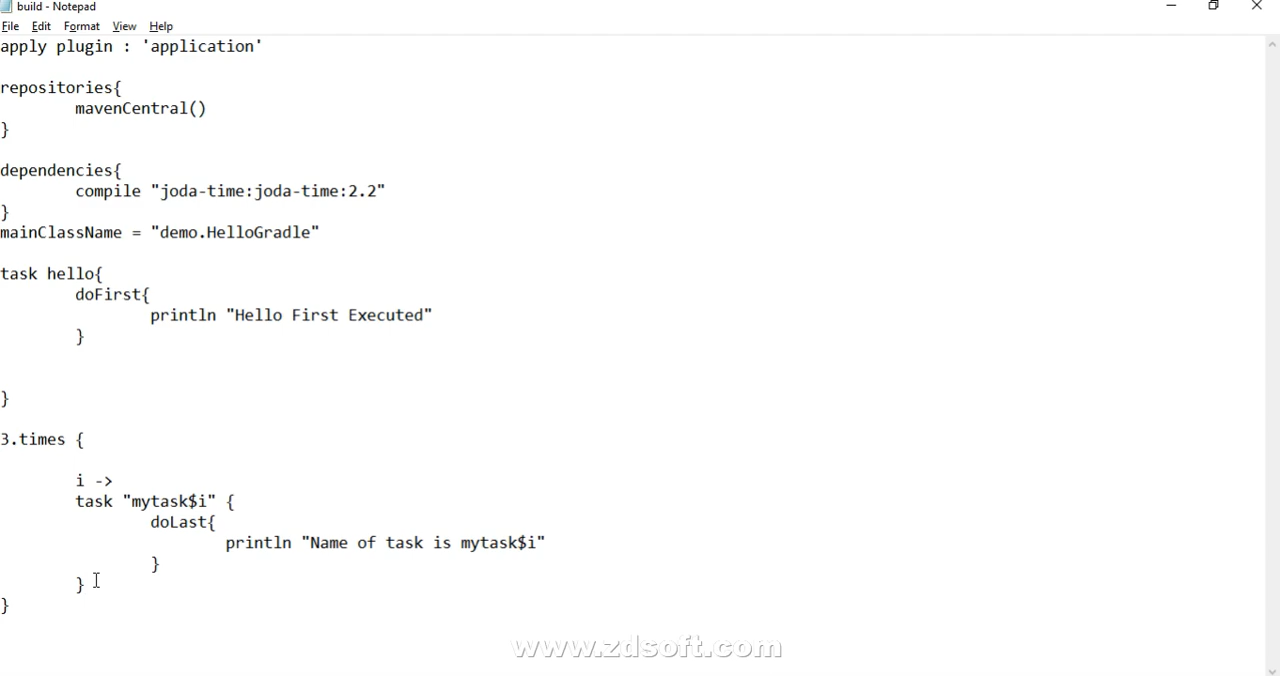 build - Notepad
File Edit Format View Help
apply plugin : 'application'
repositories{
mavenCentral()
}
dependencies{
compile "joda-time:joda-time:2.2"
}
mainClassName = "demo.HelloGradle"
task hello{
doFirst{
println "Hello First Executed"
}
}
3.times {
i ->
task "mytask$i" {
doLast{
println "Name of task is mytask$i"
}
}
}
www.zdsoft.com